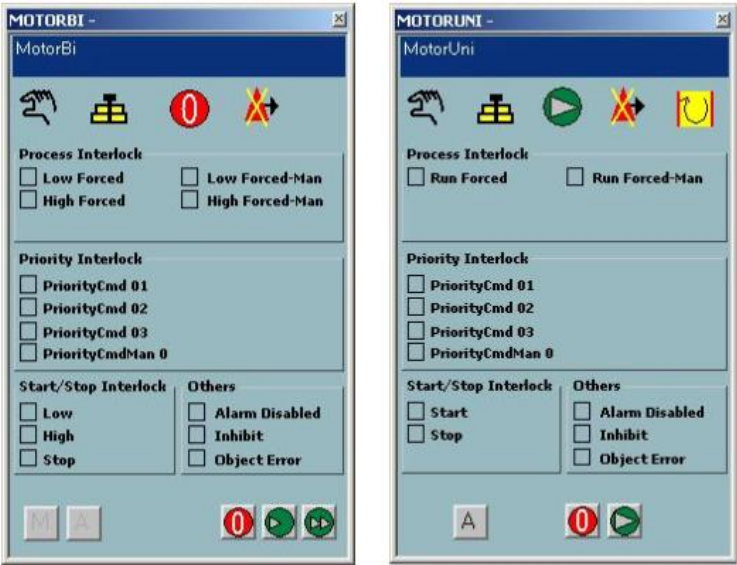 MOTORBI -
MotorBi
0
Process Interlock
Low Forced
Low Forced-Man
High Forced
High Forced-Man
Priority Interlock
PriorityCmd 01
PriorityCmd 02
PriorityCmd 03
PriorityCmdMan 0
Start/Stop Interlock
Low
High
Stop
Others
Alarm Disabled
Inhibit
Object Error
M
A
0
MOTORUNI -
MotorUni
Process Interlock
Run Forced
Run Forced-Man
Priority Interlock
PriorityCmd 01
PriorityCmd 02
PriorityCmd 03
PriorityCmdMan 0
Start/Stop Interlock
Start
Stop
Others
Alarm Disabled
Inhibit
Object Error
A
0